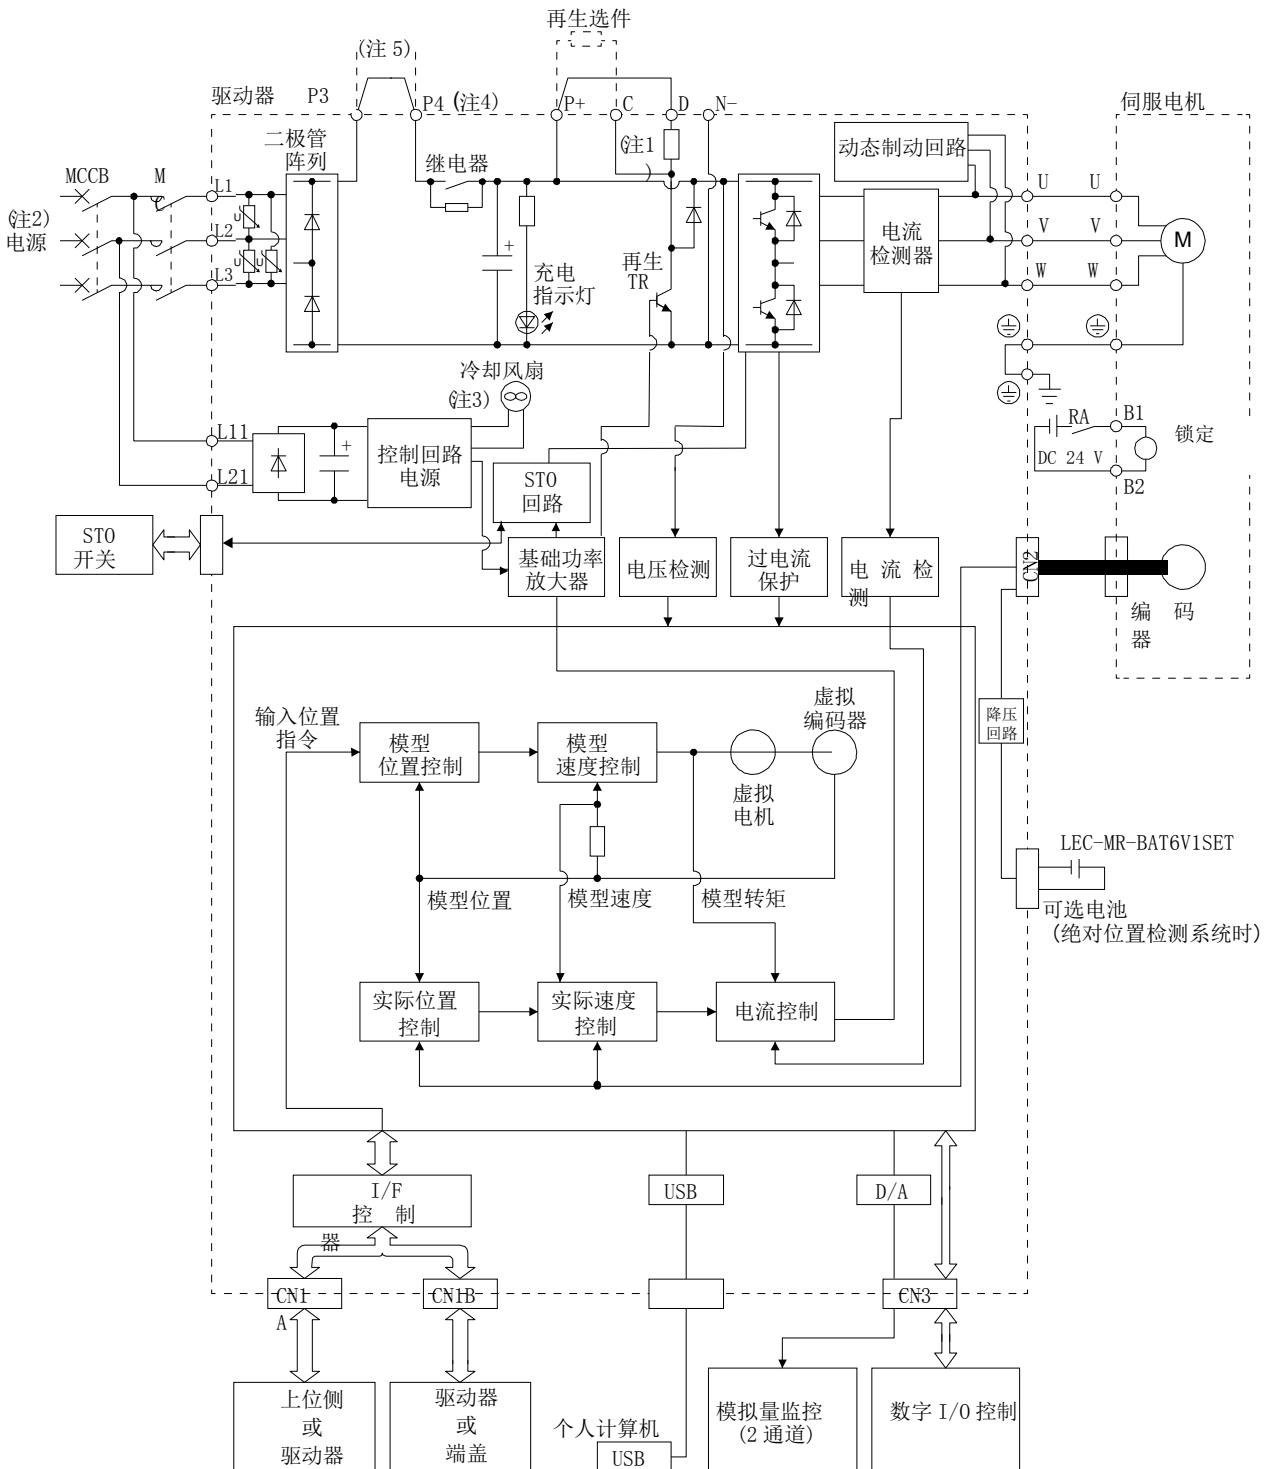 再生选件
(注 5)
驱动器
P3
P4 (注4)
P+
C
D
N-
伺服电机
二极管
阵列
继电器
(注1
)
动态制动回路
MCCB
M
L1
L2
L3
(注2)
电源
U
U
U
充电
指示灯
再生
TR
电流
检测器
U
U
V
V
W
W
M
冷却风扇
(注3)
L11
L21
控制回路
电源
STO
回路
RA
DC 24 V
B1
B2
锁定
STO
开关
基础功率
放大器
电压检测
过电流
保护
电 流 检
测
CN2
编 码
器
输入位置
指令
模型
位置控制
模型
速度控制
虚拟
电机
虚拟
编码器
降压
回路
模型位置
模型速度
模型转矩
LEC-MR-BAT6V1SET
可选电池
(绝对位置检测系统时)
实际位置
控制
实际速度
控制
电流控制
I/F
控 制
器
USB
D/A
CN1
A
CN1B
CN3
上位侧
或
驱动器
驱动器
或
端盖
个人计算机
USB
模拟量监控
(2 通道)
数字 I/O 控制